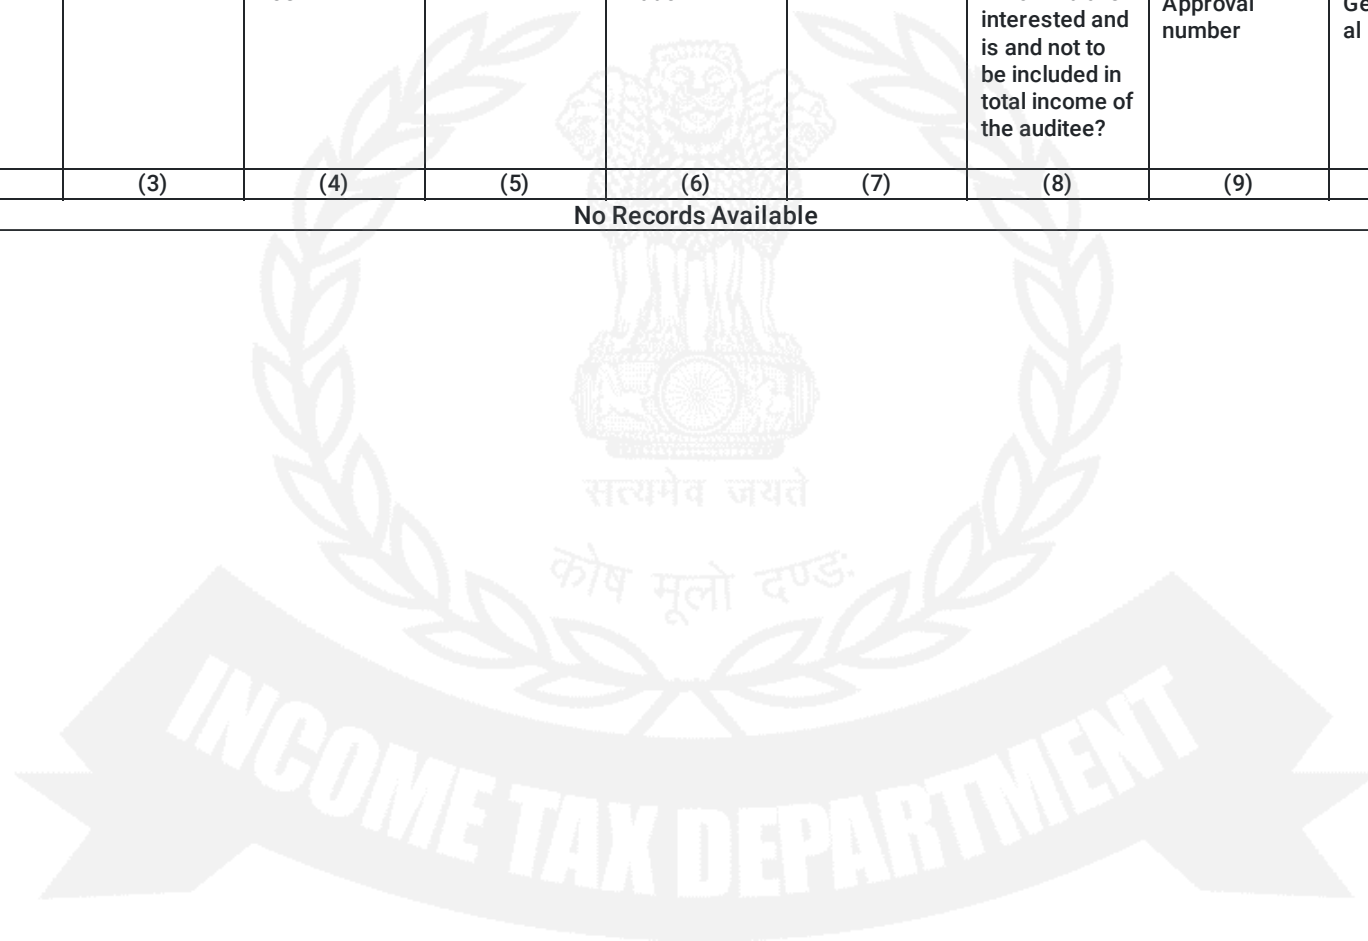 interested and
is and not to
be included in
total income of
the auditee?
Approval
number
al
(3) (4) (5) (6) (7) (8) (9)
No Records Available
सत्यमेव जयते
कोष मूलो दण्डः
INCOME TAX DEPARTMENT